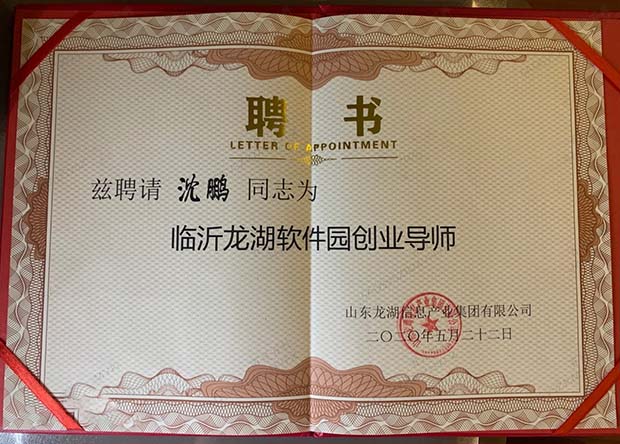 聘书
LETTER OF APPOINTMENT
兹聘请 沈鹏 同志为
临沂龙湖软件园创业导师
山东龙湖信息产业集团有限公司
二〇二〇年五月二十二日